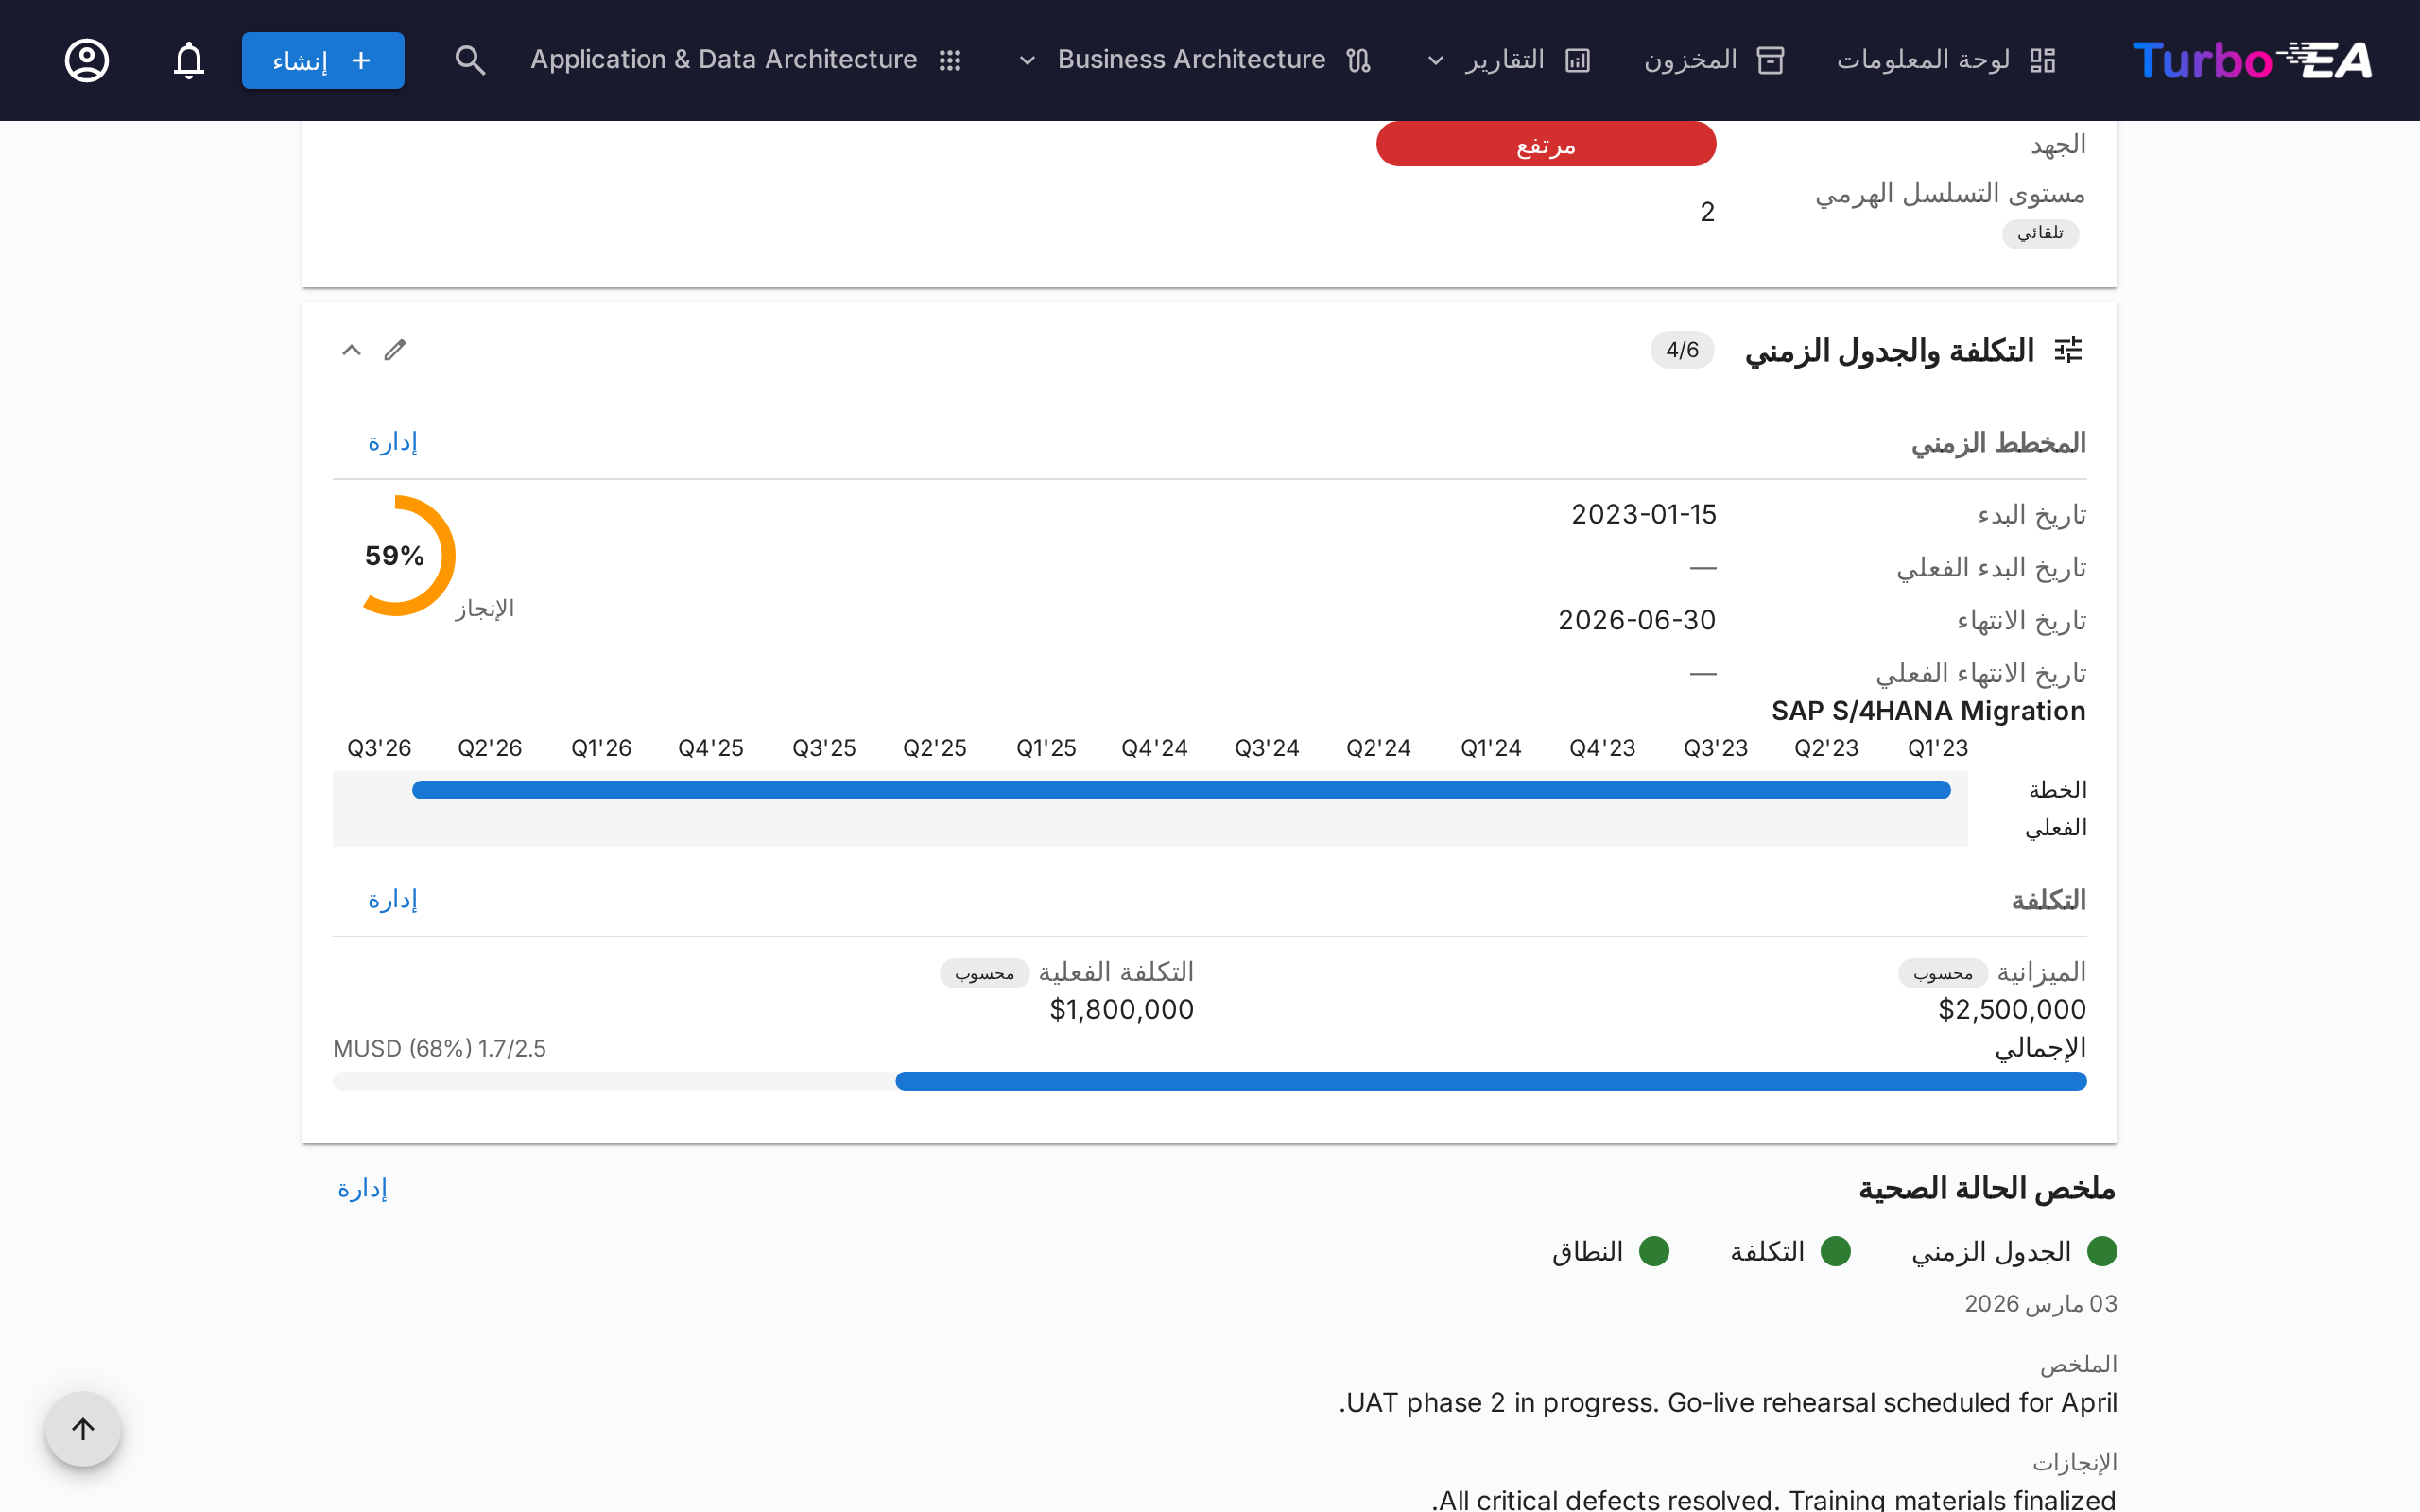 TurboEA
لوحة المعلومات
المخزون
التقارير
Business Architecture
Application & Data Architecture
إنشاء
الجهد
مرتفع
مستوى التسلسل الهرمي
تلقائي
2
التكلفة والجدول الزمني
4/6
المخطط الزمني
إدارة
تاريخ البدء
2023-01-15
تاريخ البدء الفعلي
—
تاريخ الانتهاء
2026-06-30
تاريخ الانتهاء الفعلي
—
59%
الإنجاز
SAP S/4HANA Migration
Q1'23 Q2'23 Q3'23 Q4'23 Q1'24 Q2'24 Q3'24 Q4'24 Q1'25 Q2'25 Q3'25 Q4'25 Q1'26 Q2'26 Q3'26
الخطة
الفعلي
التكلفة
إدارة
الميزانية محسوب
$2,500,000
التكلفة الفعلية محسوب
$1,800,000
الإجمالي
MUSD (68%) 1.7/2.5
ملخص الحالة الصحية
إدارة
الجدول الزمني
التكلفة
النطاق
03 مارس 2026
الملخص
UAT phase 2 in progress. Go-live rehearsal scheduled for April.
الإنجازات
All critical defects resolved. Training materials finalized.